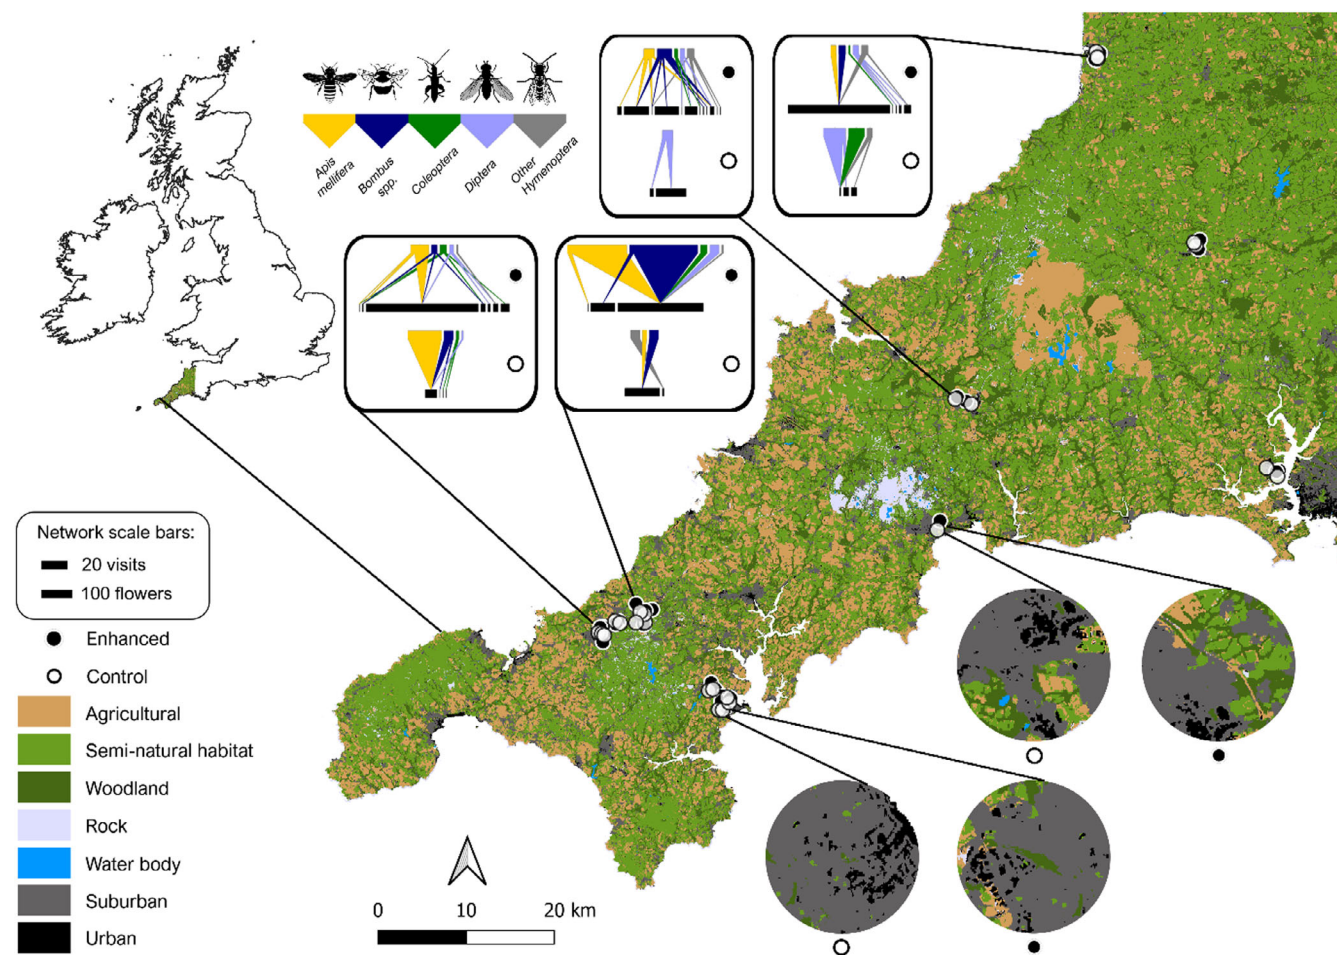 Apis
mellifera
Bombus
spp.
Coleoptera
Diptera
Other
Hymenoptera
Network scale bars:
20 visits
100 flowers
Enhanced
Control
Agricultural
Semi-natural habitat
Woodland
Rock
Water body
Suburban
Urban
0 10 20 km